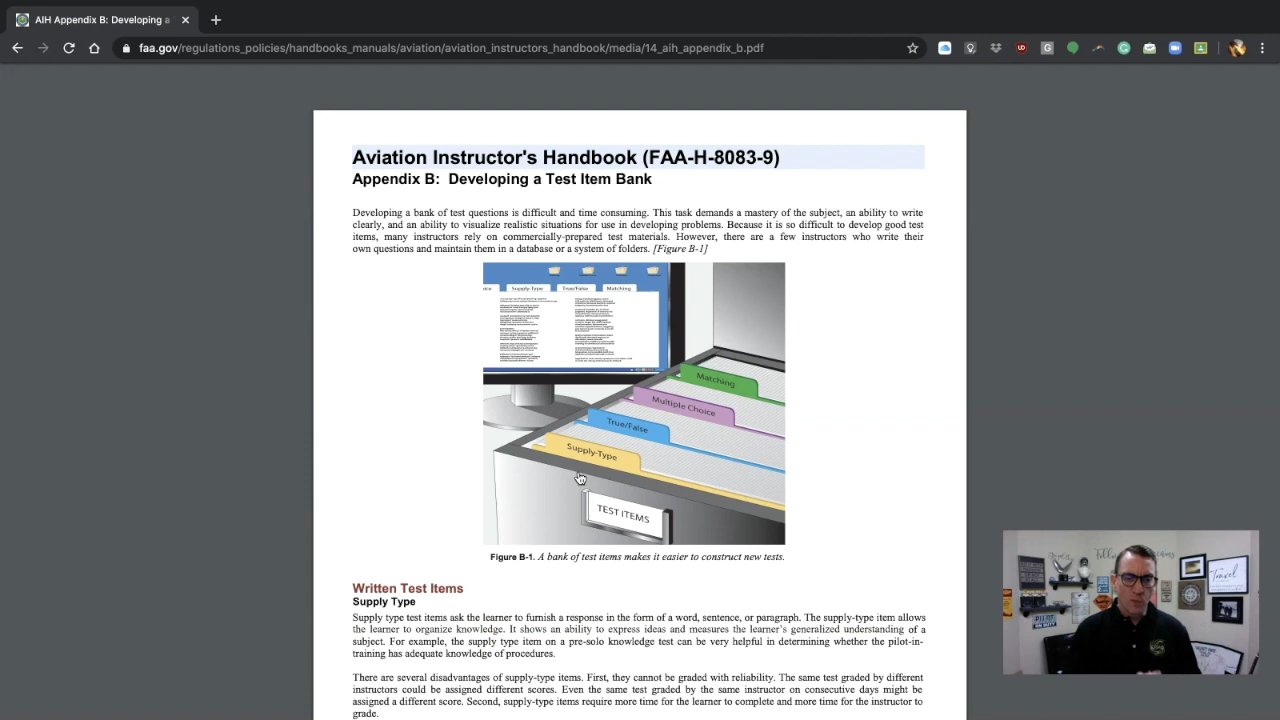 AIH Appendix B: Developing a
faa.gov/regulations_policies/handbooks_manuals/aviation/aviation_instructors_handbook/media/14_aih_appendix_b.pdf
Aviation Instructor's Handbook (FAA-H-8083-9)
Appendix B: Developing a Test Item Bank
Developing a bank of test questions is difficult and time consuming. This task demands a mastery of the subject, an ability to write
clearly, and an ability to visualize realistic situations for use in developing problems. Because it is so difficult to develop good test
items, many instructors rely on commercially-prepared test materials. However, there are a few instructors who write their
own questions and maintain them in a database or a system of folders. [Figure B-1]
Supply-Type True/False Matching
Matching
Multiple Choice
True/False
Supply-Type
TEST ITEMS
Figure B-1. A bank of test items makes it easier to construct new tests.
Written Test Items
Supply Type
Supply type test items ask the learner to furnish a response in the form of a word, sentence, or paragraph. The supply-type item allows
the learner to organize knowledge. It shows an ability to express ideas and measures the learner's generalized understanding of a
subject. For example, the supply type item on a pre-solo knowledge test can be very helpful in determining whether the pilot-in-
training has adequate knowledge of procedures.
There are several disadvantages of supply-type items. First, they cannot be graded with reliability. The same test graded by different
instructors could be assigned different scores. Even the same test graded by the same instructor on consecutive days might be
assigned a different score. Second, supply-type items require more time for the learner to complete and more time for the instructor to
grade.
Travel